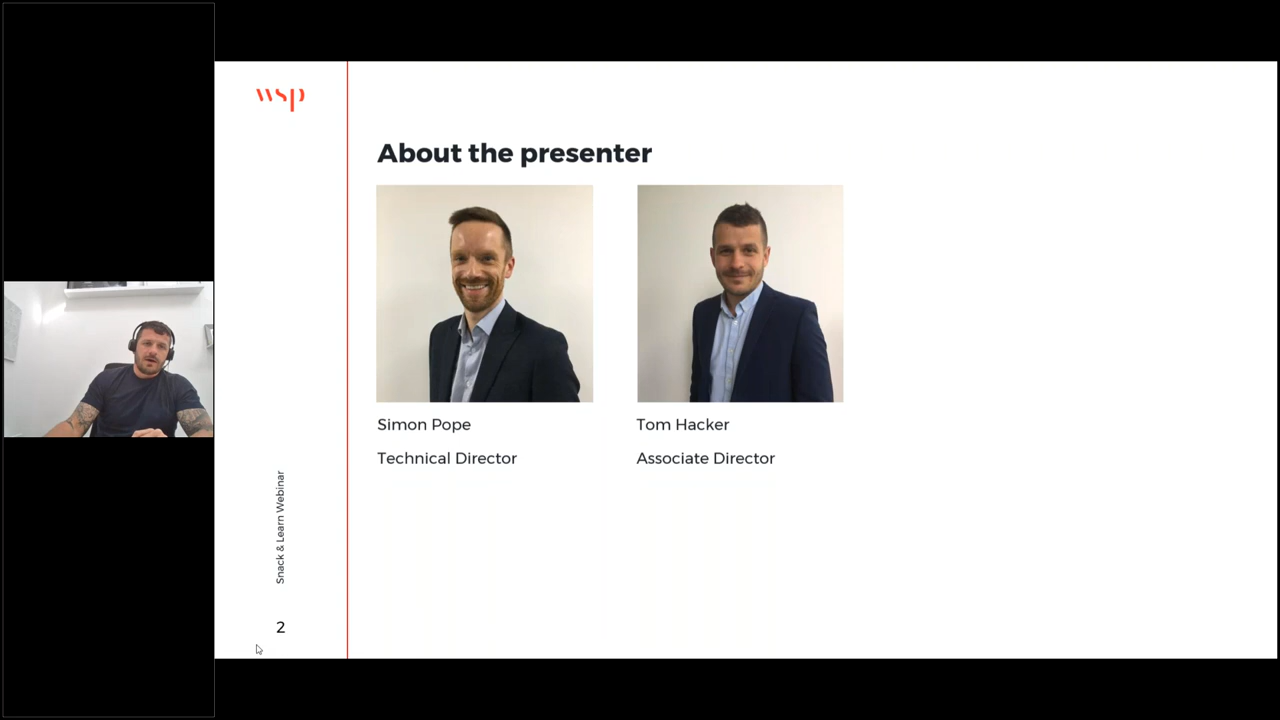 wsp
About the presenter
Simon Pope
Technical Director
Tom Hacker
Associate Director
Snack & Learn Webinar
2